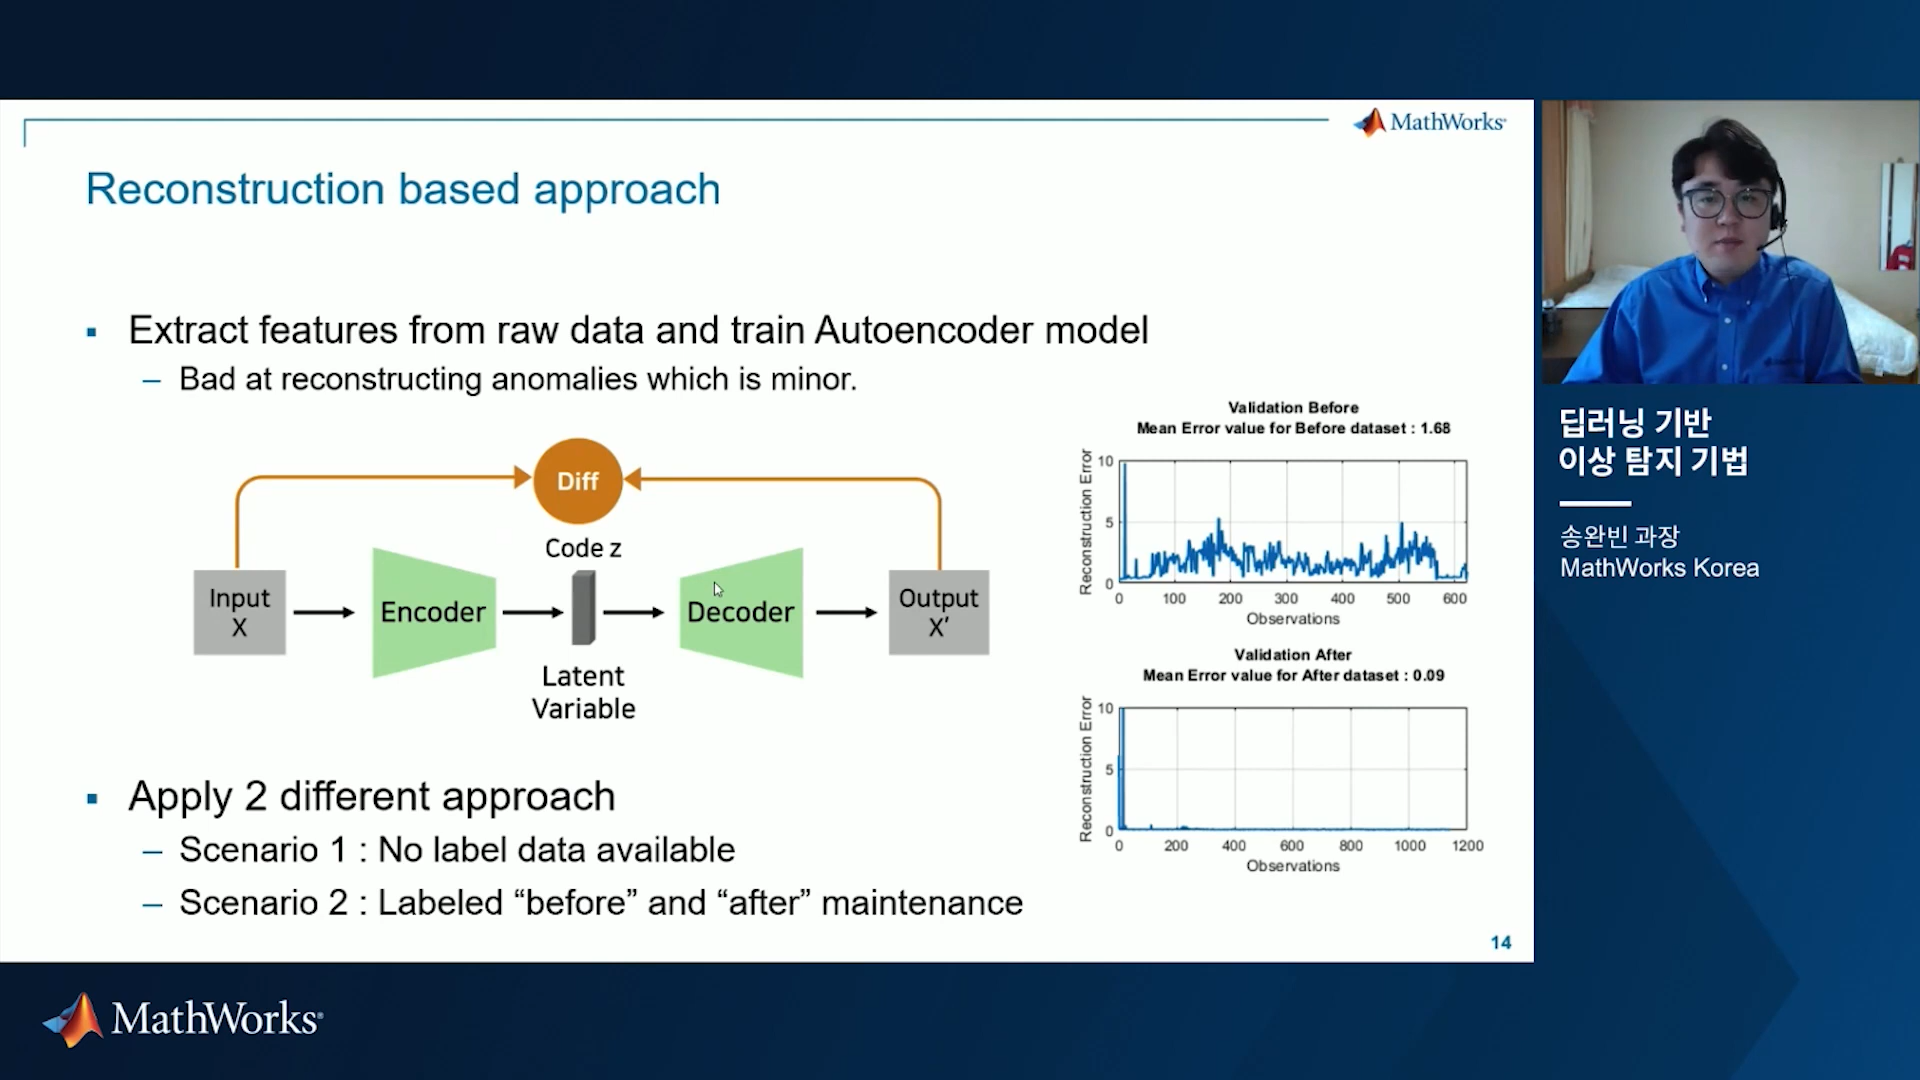 MathWorks
Reconstruction based approach
▪ Extract features from raw data and train Autoencoder model
– Bad at reconstructing anomalies which is minor.
Diff
Code z
Input
X
Encoder
Decoder
Output
X’
Latent
Variable
Validation Before
Mean Error value for Before dataset : 1.68
Reconstruction Error
10
5
0
0 100 200 300 400 500 600
Observations
Validation After
Mean Error value for After dataset : 0.09
Reconstruction Error
10
5
0
0 200 400 600 800 1000 1200
Observations
▪ Apply 2 different approach
– Scenario 1 : No label data available
– Scenario 2 : Labeled “before” and “after” maintenance
14
딥러닝 기반
이상 탐지 기법
송완빈 과장
MathWorks Korea
MathWorks